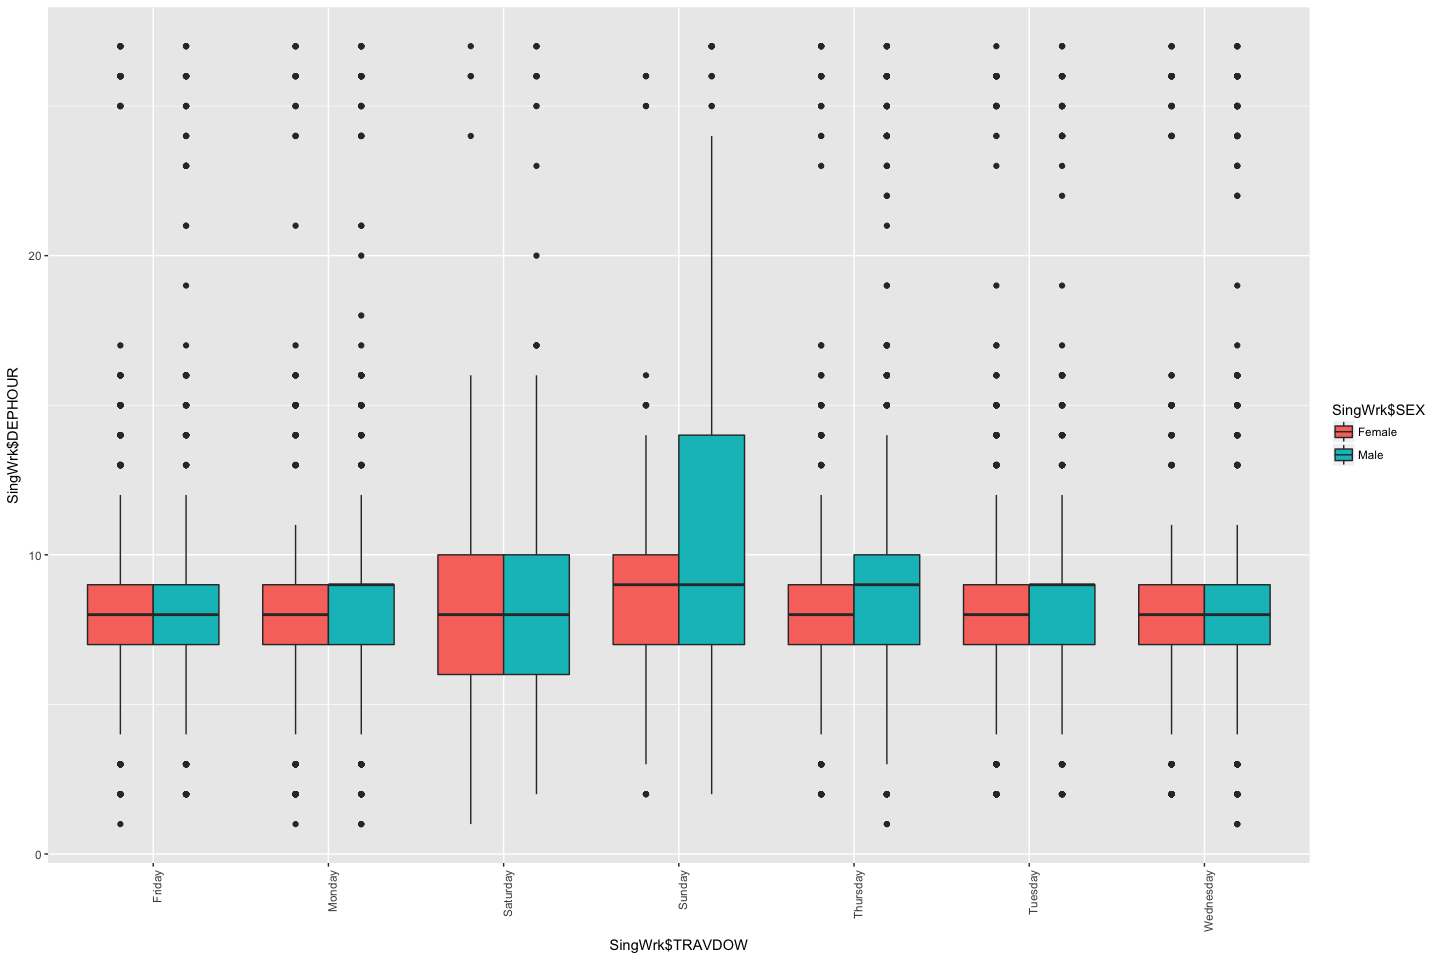 SingWrk$DEPHOUR
20
10
0
Friday
Monday
Saturday
Sunday
Thursday
Tuesday
Wednesday
SingWrk$TRAVDOW
SingWrk$SEX
Female
Male